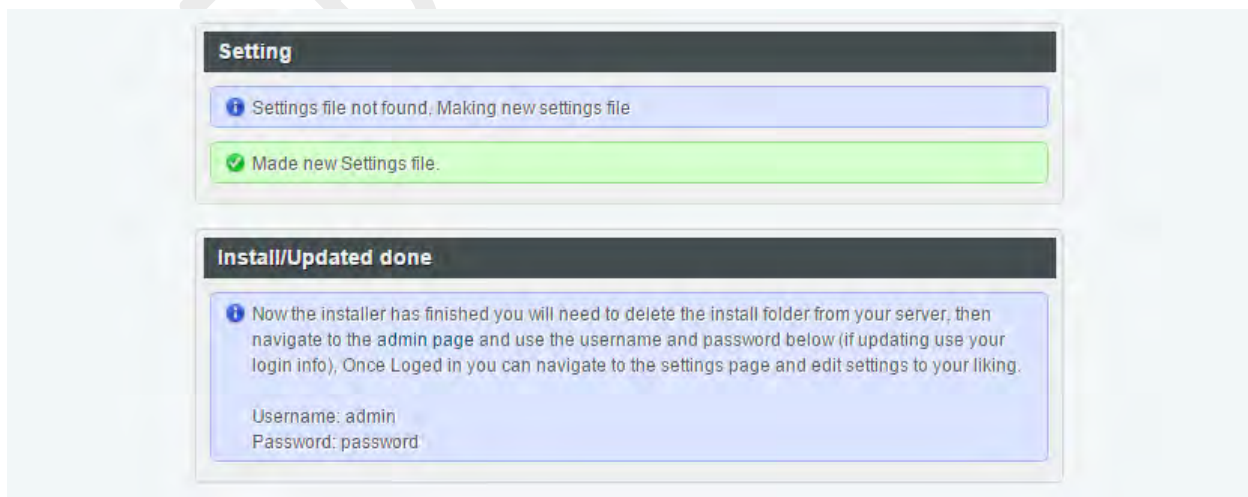 Setting
Settings file not found, Making new settings file
Made new Settings file.
Install/Updated done
Now the installer has finished you will need to delete the install folder from your server, then
navigate to the admin page and use the username and password below (if updating use your
login info), Once Loged in you can navigate to the settings page and edit settings to your liking.
Username: admin
Password: password